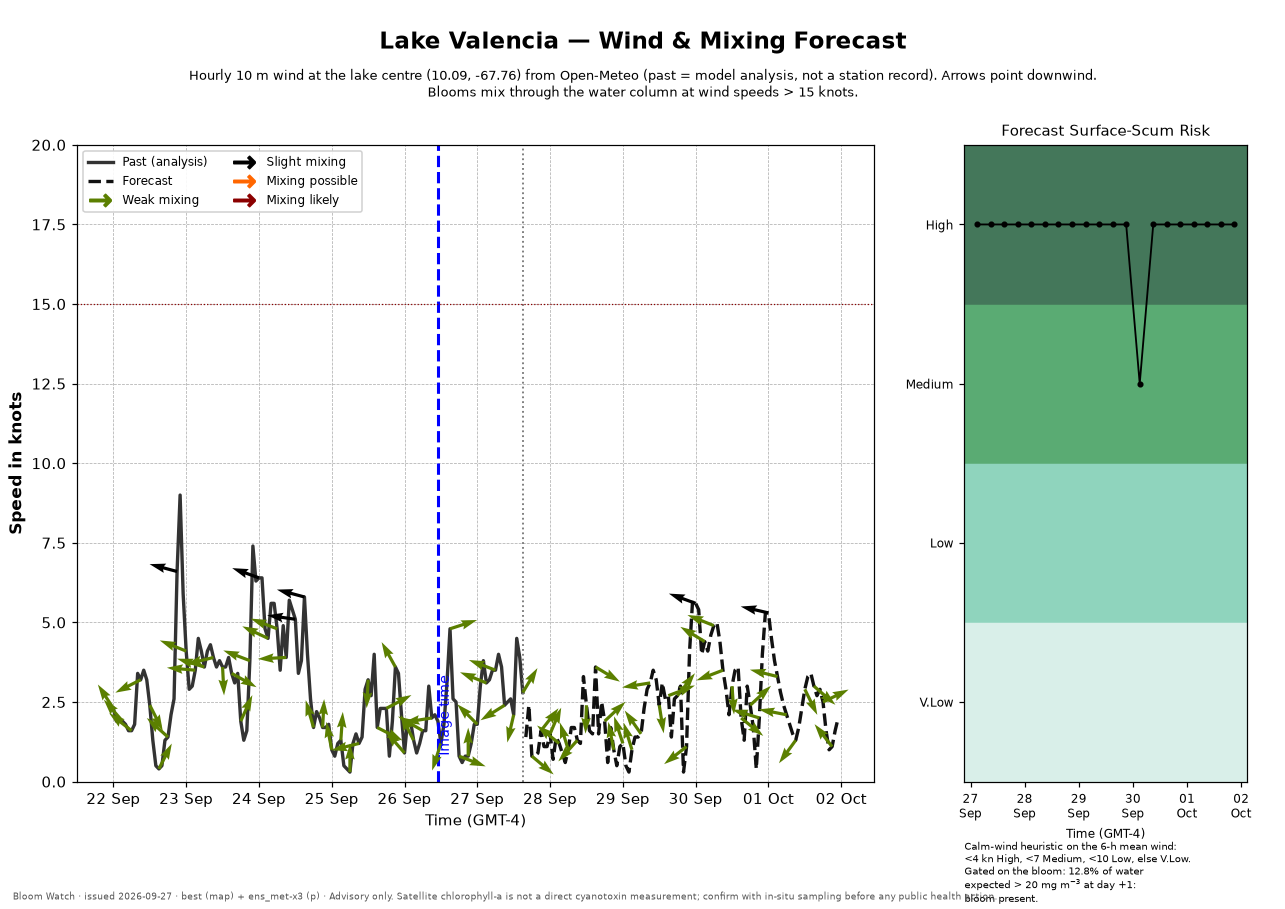 Lake Valencia — Wind & Mixing Forecast
Hourly 10 m wind at the lake centre (10.09, -67.76) from Open-Meteo (past = model analysis, not a station record). Arrows point downwind.
Blooms mix through the water column at wind speeds > 15 knots.
Past (analysis)
Forecast
Weak mixing
Slight mixing
Mixing possible
Mixing likely
Speed in knots
20.0
17.5
15.0
12.5
10.0
7.5
5.0
2.5
0.0
Image time
22 Sep 23 Sep 24 Sep 25 Sep 26 Sep 27 Sep 28 Sep 29 Sep 30 Sep 01 Oct 02 Oct
Time (GMT-4)
Forecast Surface-Scum Risk
High
Medium
Low
V.Low
27 28 29 30 01 02
Sep Sep Sep Sep Oct Oct
Time (GMT-4)
Calm-wind heuristic on the 6-h mean wind:
<4 kn High, <7 Medium, <10 Low, else V.Low.
Gated on the bloom: 12.8% of water
expected > 20 mg m⁻³ at day +1:
bloom present.
Bloom Watch · issued 2026-09-27 · best (map) + ens_met-x3 (p) · Advisory only. Satellite chlorophyll-a is not a direct cyanotoxin measurement; confirm with in-situ sampling before any public health action.